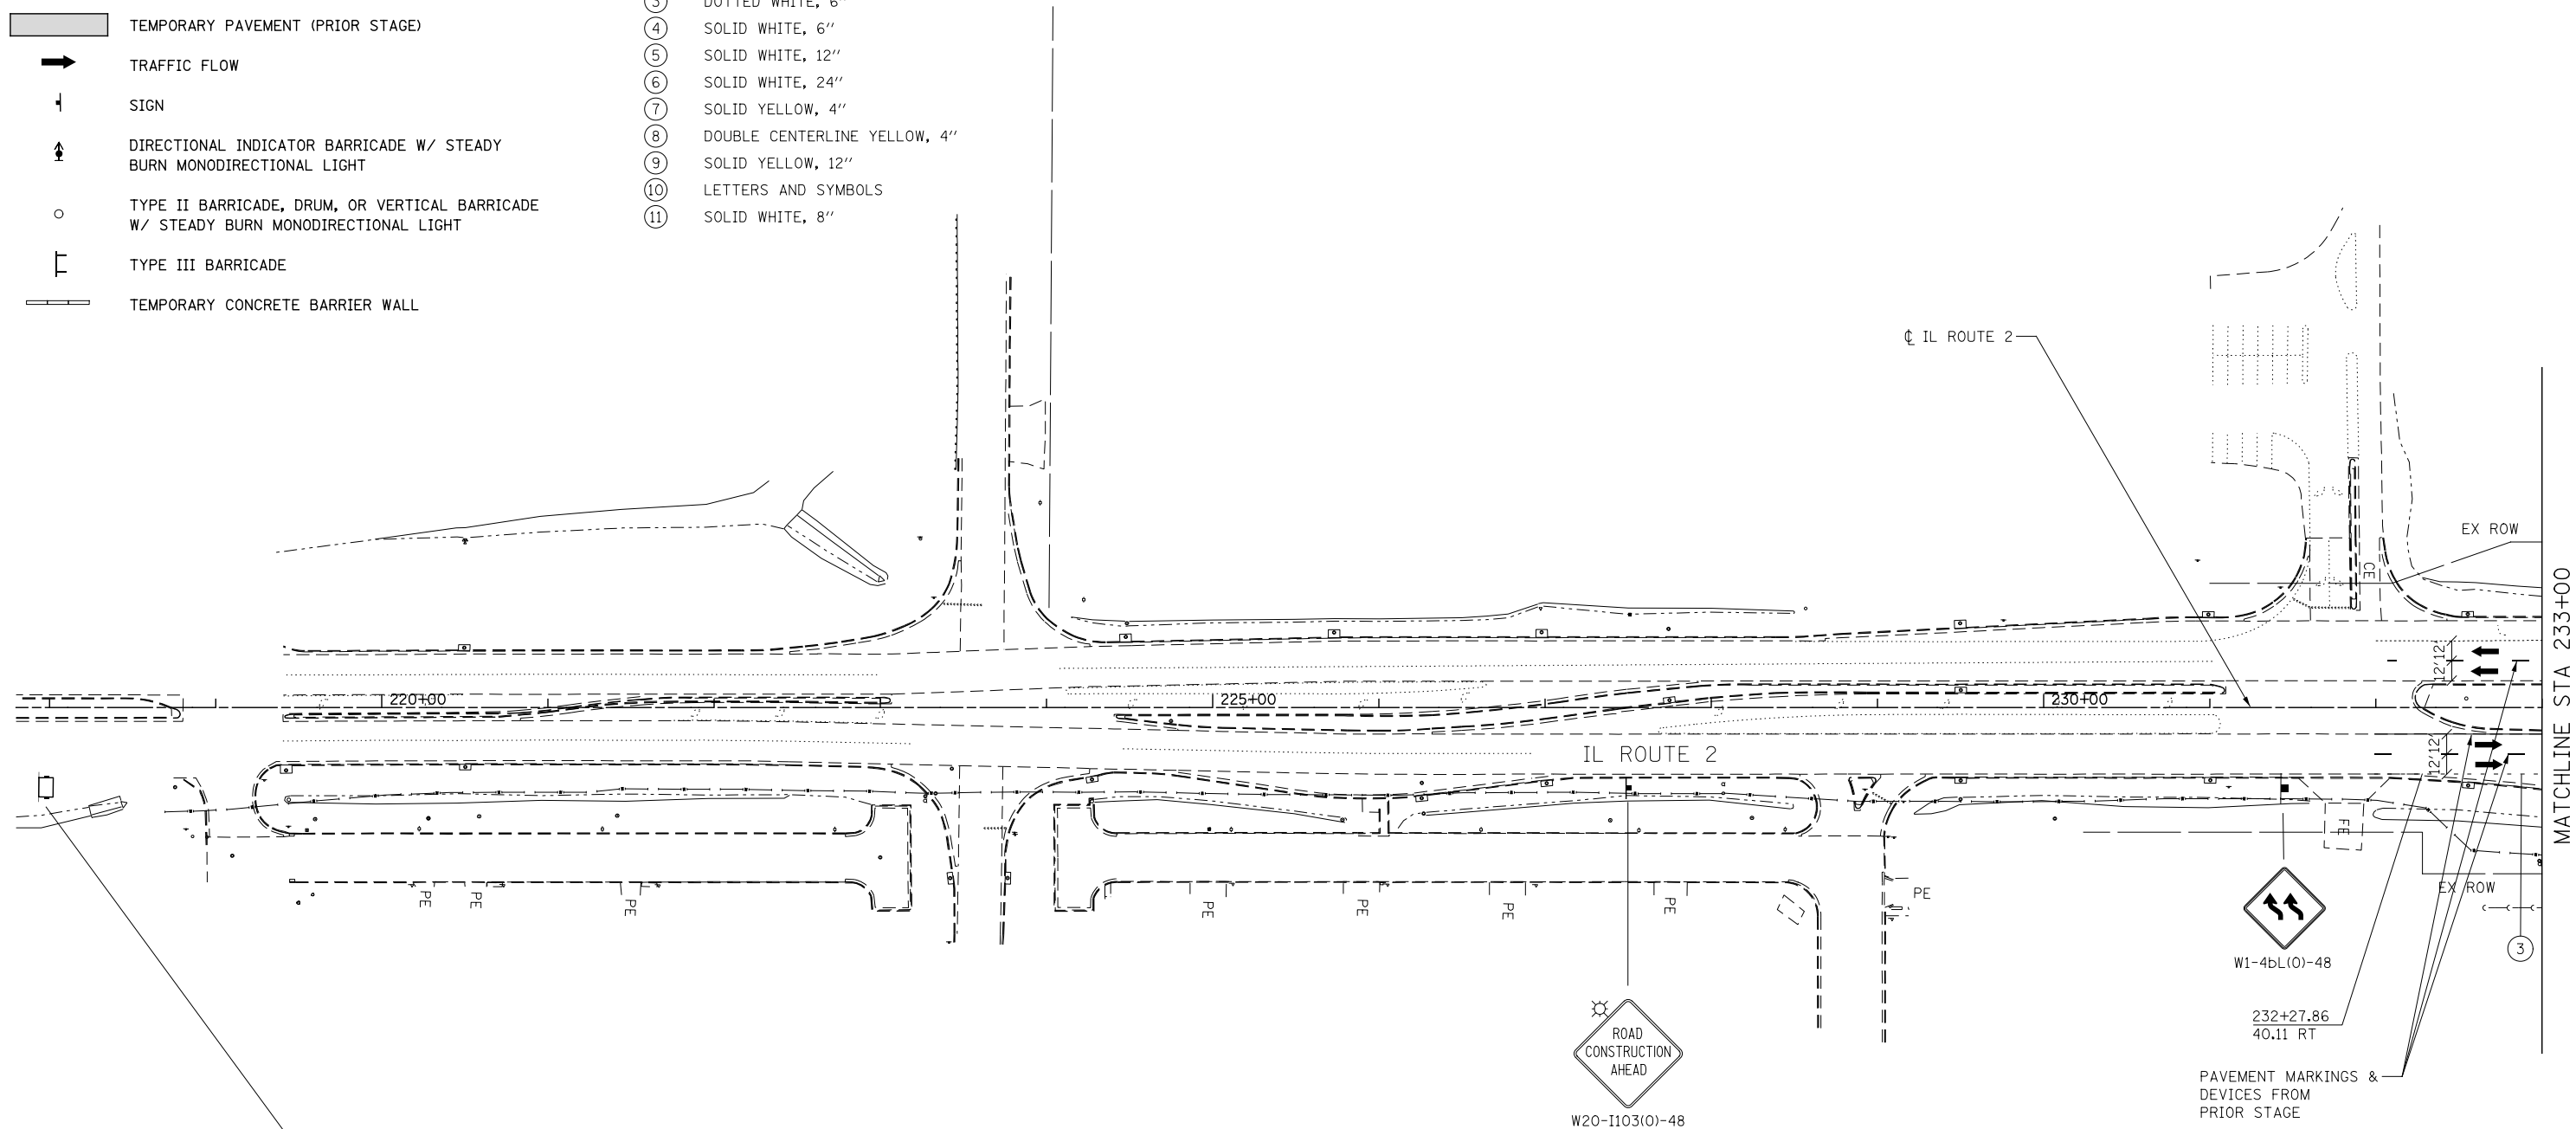 TEMPORARY PAVEMENT (PRIOR STAGE)
TRAFFIC FLOW
SIGN
DIRECTIONAL INDICATOR BARRICADE W/ STEADY
BURN MONODIRECTIONAL LIGHT
TYPE II BARRICADE, DRUM, OR VERTICAL BARRICADE
W/ STEADY BURN MONODIRECTIONAL LIGHT
TYPE III BARRICADE
TEMPORARY CONCRETE BARRIER WALL
3 DOTTED WHITE, 6"
4 SOLID WHITE, 6"
5 SOLID WHITE, 12"
6 SOLID WHITE, 24"
7 SOLID YELLOW, 4"
8 DOUBLE CENTERLINE YELLOW, 4"
9 SOLID YELLOW, 12"
10 LETTERS AND SYMBOLS
11 SOLID WHITE, 8"
℄ IL ROUTE 2
EX ROW
CE
MATCHLINE STA 233+00
12' 12'
220+00
225+00
230+00
IL ROUTE 2
12' 12'
FE
EX ROW
PE
PE
PE
PE
PE
PE
PE
PE
3
W1-4bL(O)-48
232+27.86
40.11 RT
ROAD
CONSTRUCTION
AHEAD
W20-I103(O)-48
PAVEMENT MARKINGS &
DEVICES FROM
PRIOR STAGE